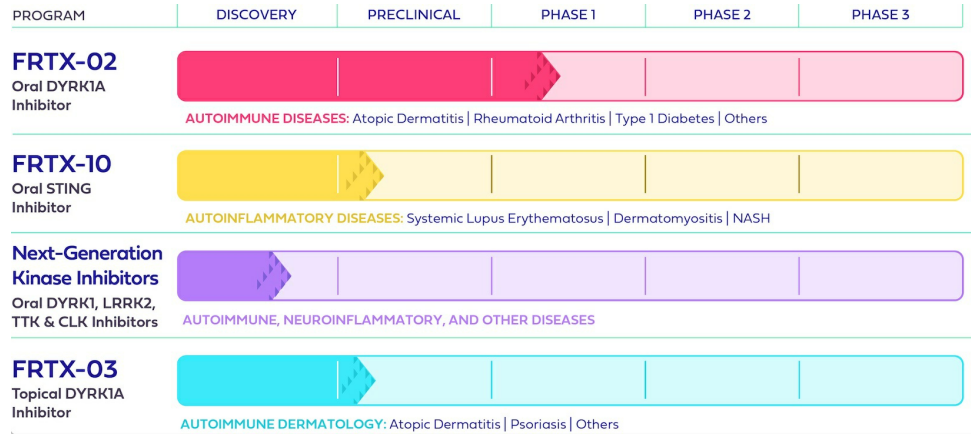 PROGRAM DISCOVERY PRECLINICAL PHASE 1 PHASE 2 PHASE 3
FRTX-02
Oral DYRK1A
Inhibitor
AUTOIMMUNE DISEASES: Atopic Dermatitis | Rheumatoid Arthritis | Type 1 Diabetes | Others
FRTX-10
Oral STING
Inhibitor
AUTOINFLAMMATORY DISEASES: Systemic Lupus Erythematosus | Dermatomyositis | NASH
Next-Generation
Kinase Inhibitors
Oral DYRK1, LRRK2,
TTK & CLK Inhibitors
AUTOIMMUNE, NEUROINFLAMMATORY, AND OTHER DISEASES
FRTX-03
Topical DYRK1A
Inhibitor
AUTOIMMUNE DERMATOLOGY: Atopic Dermatitis | Psoriasis | Others